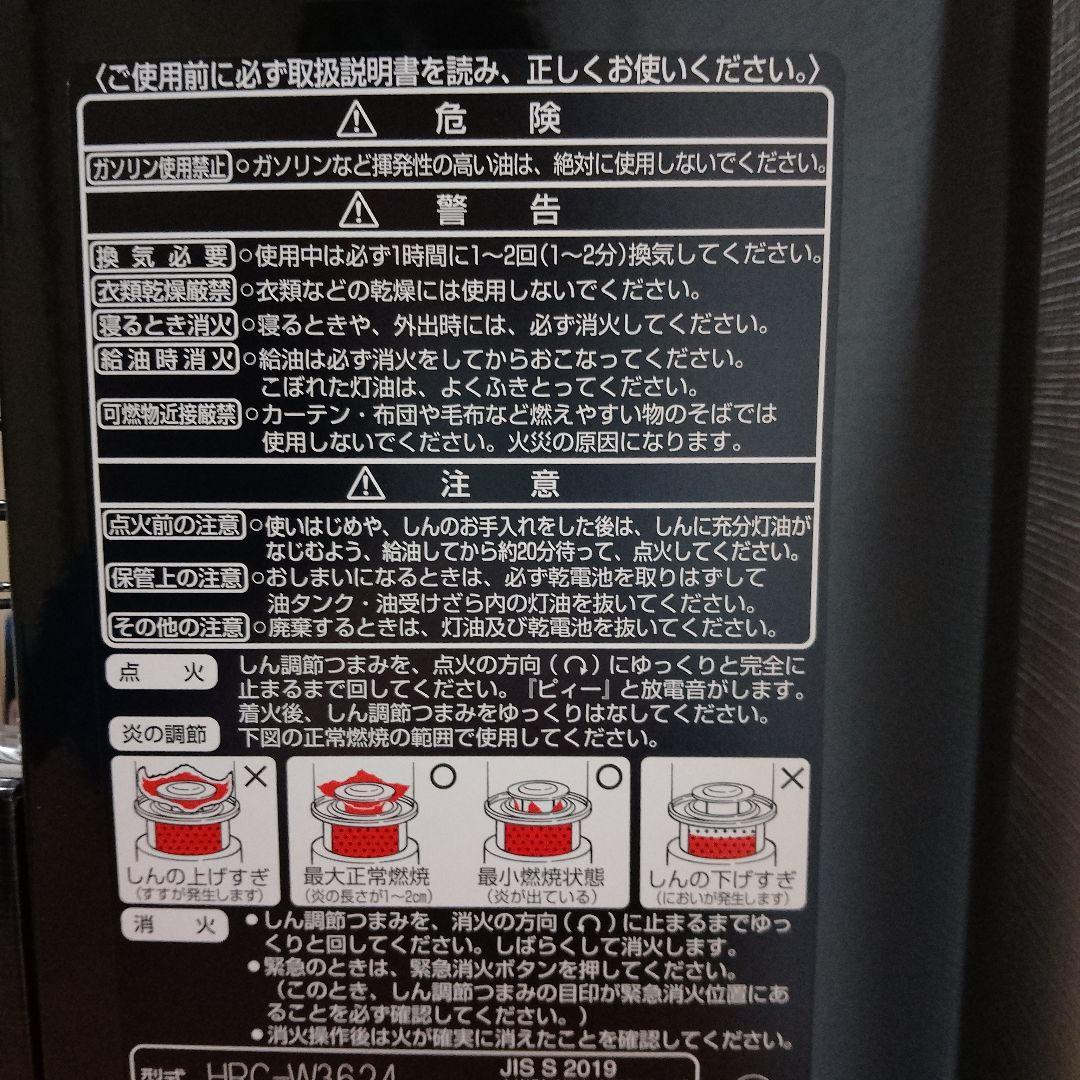 〈ご使用前に必ず取扱説明書を読み、正しくお使いください。〉
⚠ 危 険
ガソリン使用禁止 ○ガソリンなど揮発性の高い油は、絶対に使用しないでください。
⚠ 警 告
換気必要 ○使用中は必ず1時間に1〜2回(1〜2分)換気してください。
衣類乾燥厳禁 ○衣類などの乾燥には使用しないでください。
寝るとき消火 ○寝るときや、外出時には、必ず消火してください。
給油時消火 ○給油は必ず消火をしてからおこなってください。
こぼれた灯油は、よくふきとってください。
可燃物近接厳禁 ○カーテン・布団や毛布など燃えやすい物のそばでは
使用しないでください。火災の原因になります。
⚠ 注 意
点火前の注意 ○使いはじめや、しんのお手入れをした後は、しんに充分灯油が
なじむよう、給油してから約20分待って、点火してください。
保管上の注意 ○おしまいになるときは、必ず乾電池を取りはずして
油タンク・油受けざら内の灯油を抜いてください。
その他の注意 ○廃棄するときは、灯油及び乾電池を抜いてください。
点 火 しん調節つまみを、点火の方向(↷)にゆっくりと完全に
止まるまで回してください。『ピィー』と放電音がします。
着火後、しん調節つまみをゆっくりはなしてください。
炎の調節 下図の正常燃焼の範囲で使用してください。
× ○ ○ ×
しんの上げすぎ 最大正常燃焼 最小燃焼状態 しんの下げすぎ
(すすが発生します) (炎の長さが1〜2cm) (炎が出ている) (においが発生します)
消 火 ●しん調節つまみを、消火の方向(↶)に止まるまでゆっ
くりと回してください。しばらくして消火します。
●緊急のときは、緊急消火ボタンを押してください。
(このとき、しん調節つまみの目印が緊急消火位置にあ
ることを必ず確認してください。)
●消火操作後は火が確実に消えたことを確認してください。
型式 HRC-W3624 JIS S 2019